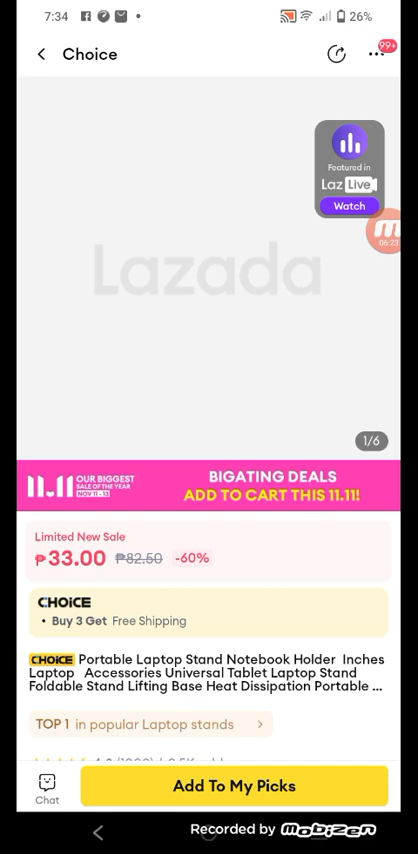 7:34
26%
Choice
99+
Featured in
Laz Live
Watch
06:23
Lazada
1/6
11.11 OUR BIGGEST
SALE OF THE YEAR
NOV 11 - 13
BIGATING DEALS
ADD TO CART THIS 11.11!
Limited New Sale
₱33.00 ₱82.50 -60%
CHOiCE
• Buy 3 Get Free Shipping
CHOiCE Portable Laptop Stand Notebook Holder Inches
Laptop Accessories Universal Tablet Laptop Stand
Foldable Stand Lifting Base Heat Dissipation Portable ...
TOP 1 in popular Laptop stands
Chat
Add To My Picks
Recorded by mobizen